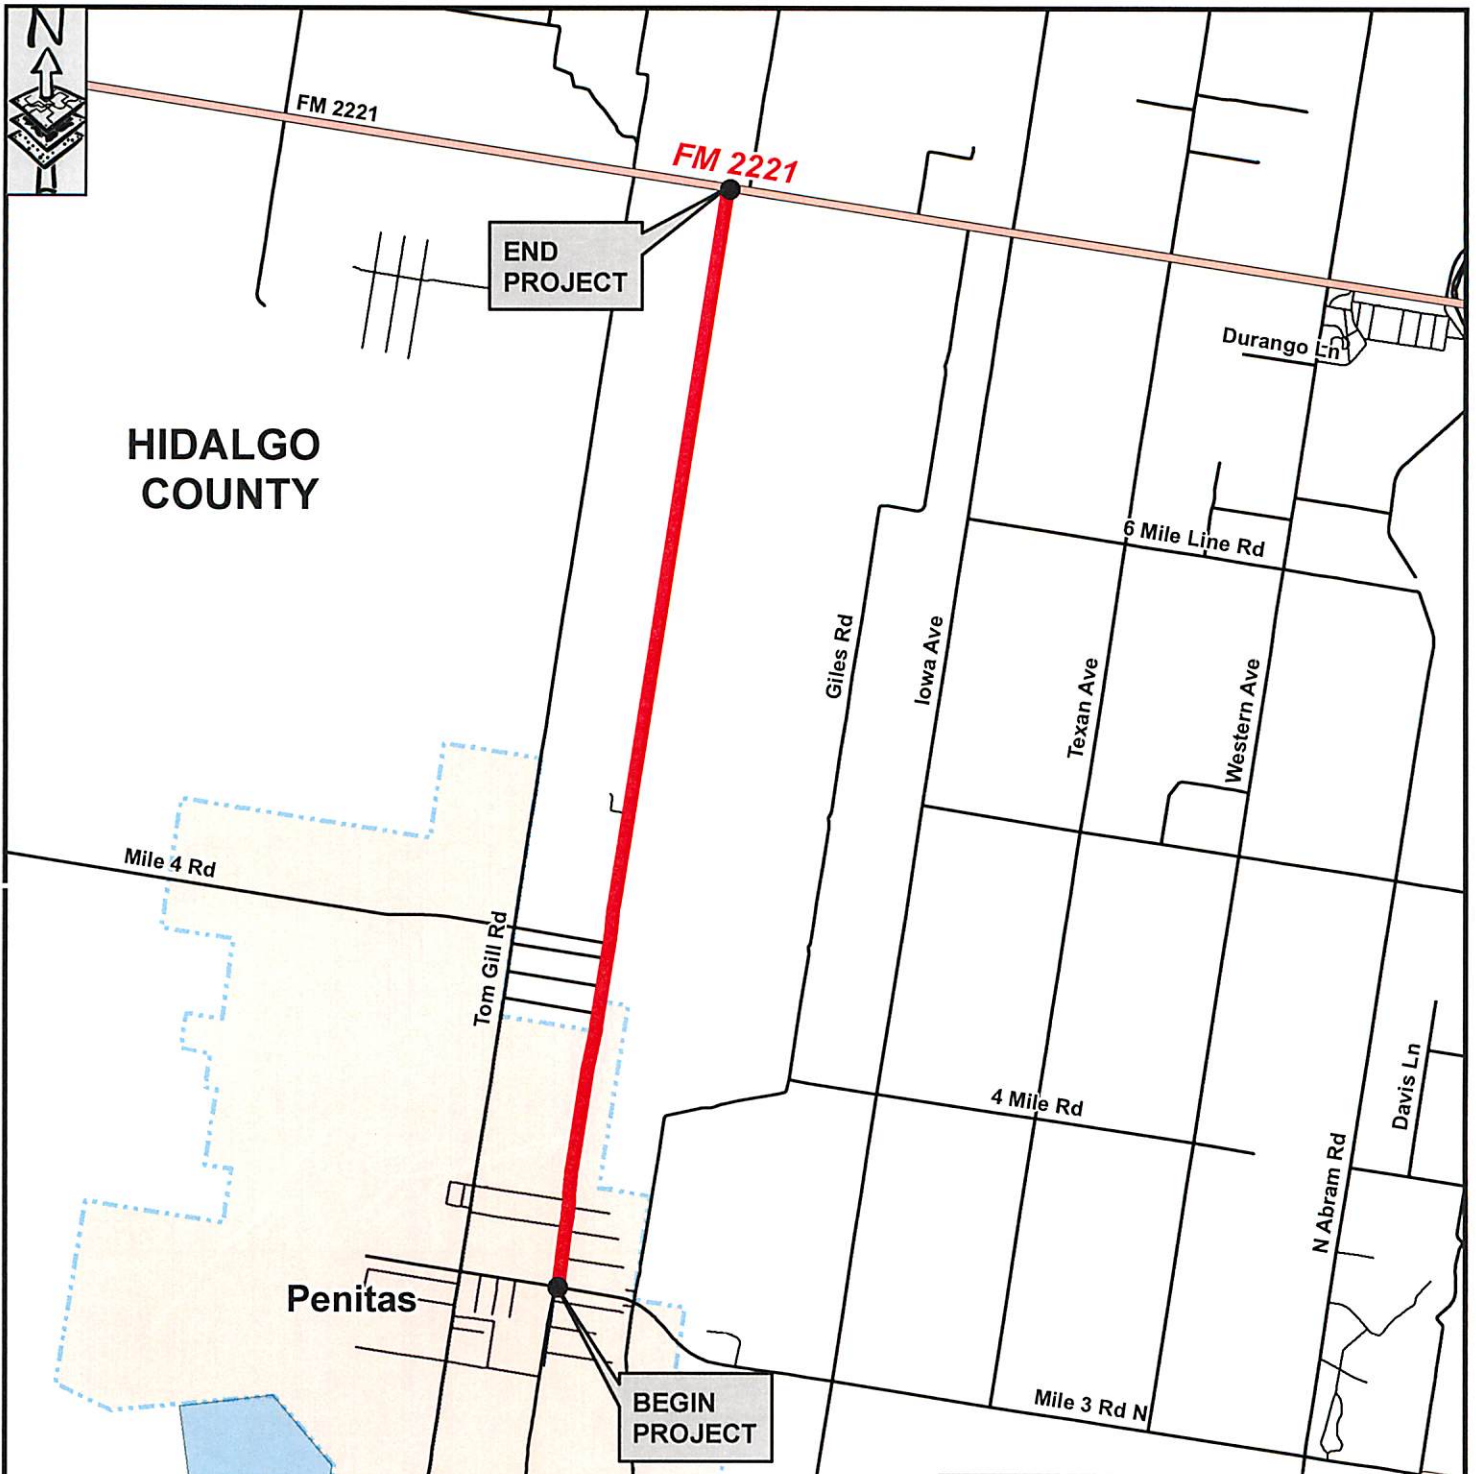 N
FM 2221
FM 2221
END
PROJECT
Durango Ln
HIDALGO
COUNTY
6 Mile Line Rd
Giles Rd
Iowa Ave
Texan Ave
Western Ave
Mile 4 Rd
Tom Gill Rd
4 Mile Rd
Davis Ln
N Abram Rd
Penitas
BEGIN
PROJECT
Mile 3 Rd N